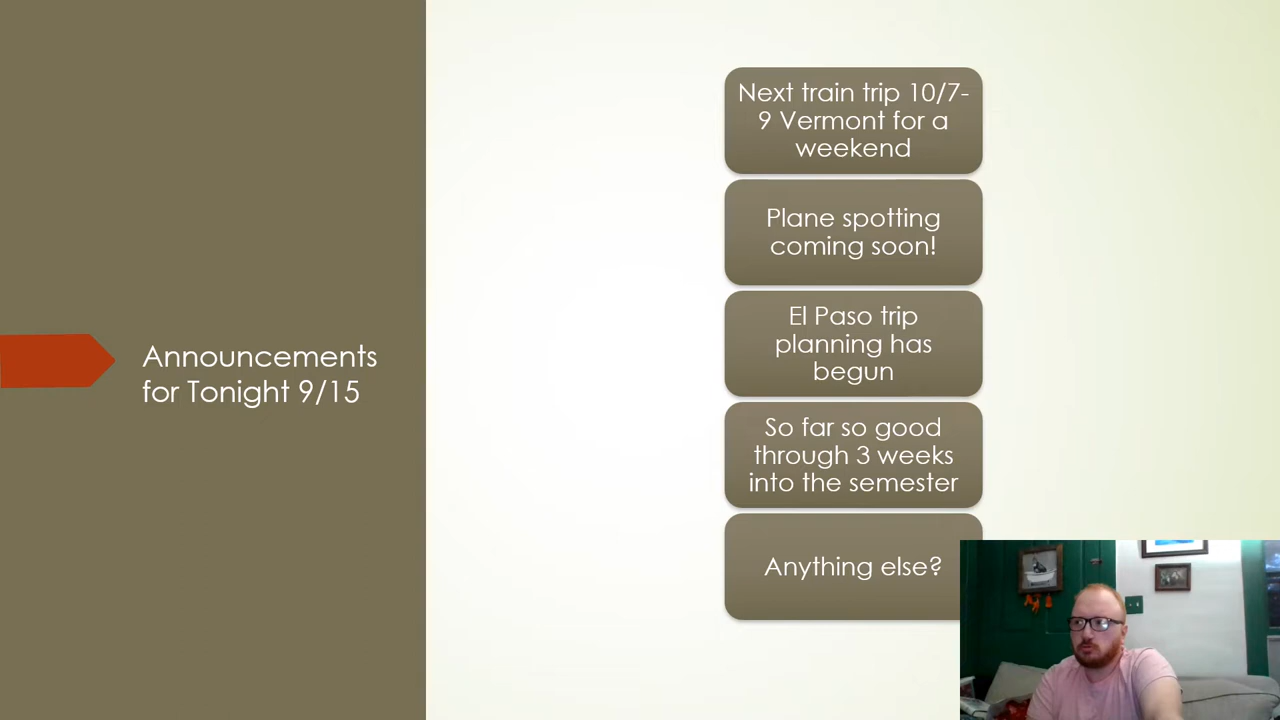 Announcements
for Tonight 9/15
Next train trip 10/7-
9 Vermont for a
weekend
Plane spotting
coming soon!
El Paso trip
planning has
begun
So far so good
through 3 weeks
into the semester
Anything else?